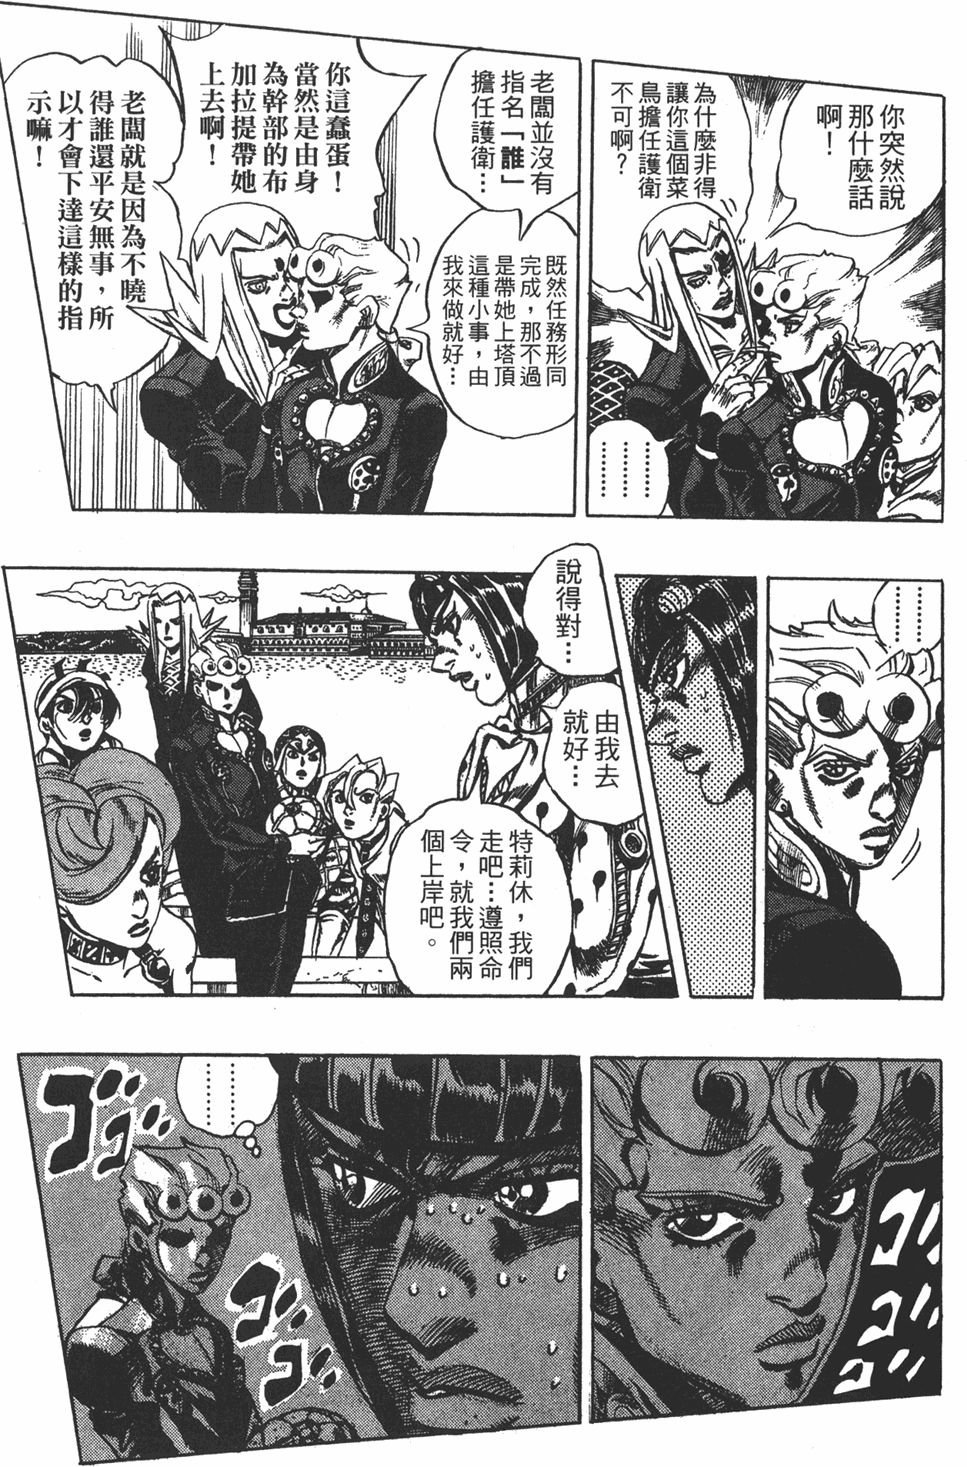 你突然說
那什麼話
啊！
為什麼非得
讓你這個菜
鳥擔任護衛
不可啊？
…………
老闆並沒有
指名「誰」
擔任護衛…
既然任務形同
完成，那不過
是帶她上塔頂
這種小事，由
我來做就好…
你這蠢蛋！
當然是由身
為幹部的布
加拉提帶她
上去啊！
老闆就是因為不曉
得誰還平安無事，所
以才會下達這樣的指
示嘛！
…………
說得對…
由我去
就好…
特莉休，我們
走吧…遵照命
令，就我們兩
個上岸吧。
ゴゴゴ
…………
ゴゴ
ゴゴ